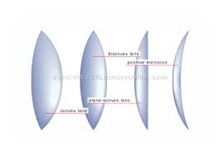 biconvex lens
positive meniscus
plano-convex lens
convex lens